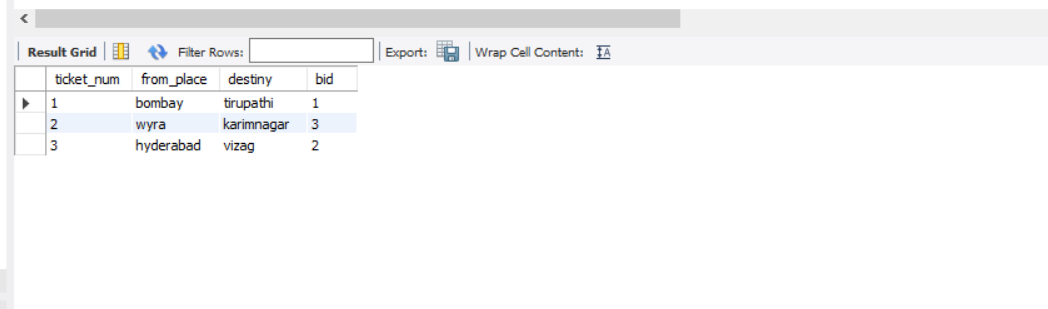 Result Grid Filter Rows: Export: Wrap Cell Content:
ticket_num from_place destiny bid
1 bombay tirupathi 1
2 wyra karimnagar 3
3 hyderabad vizag 2